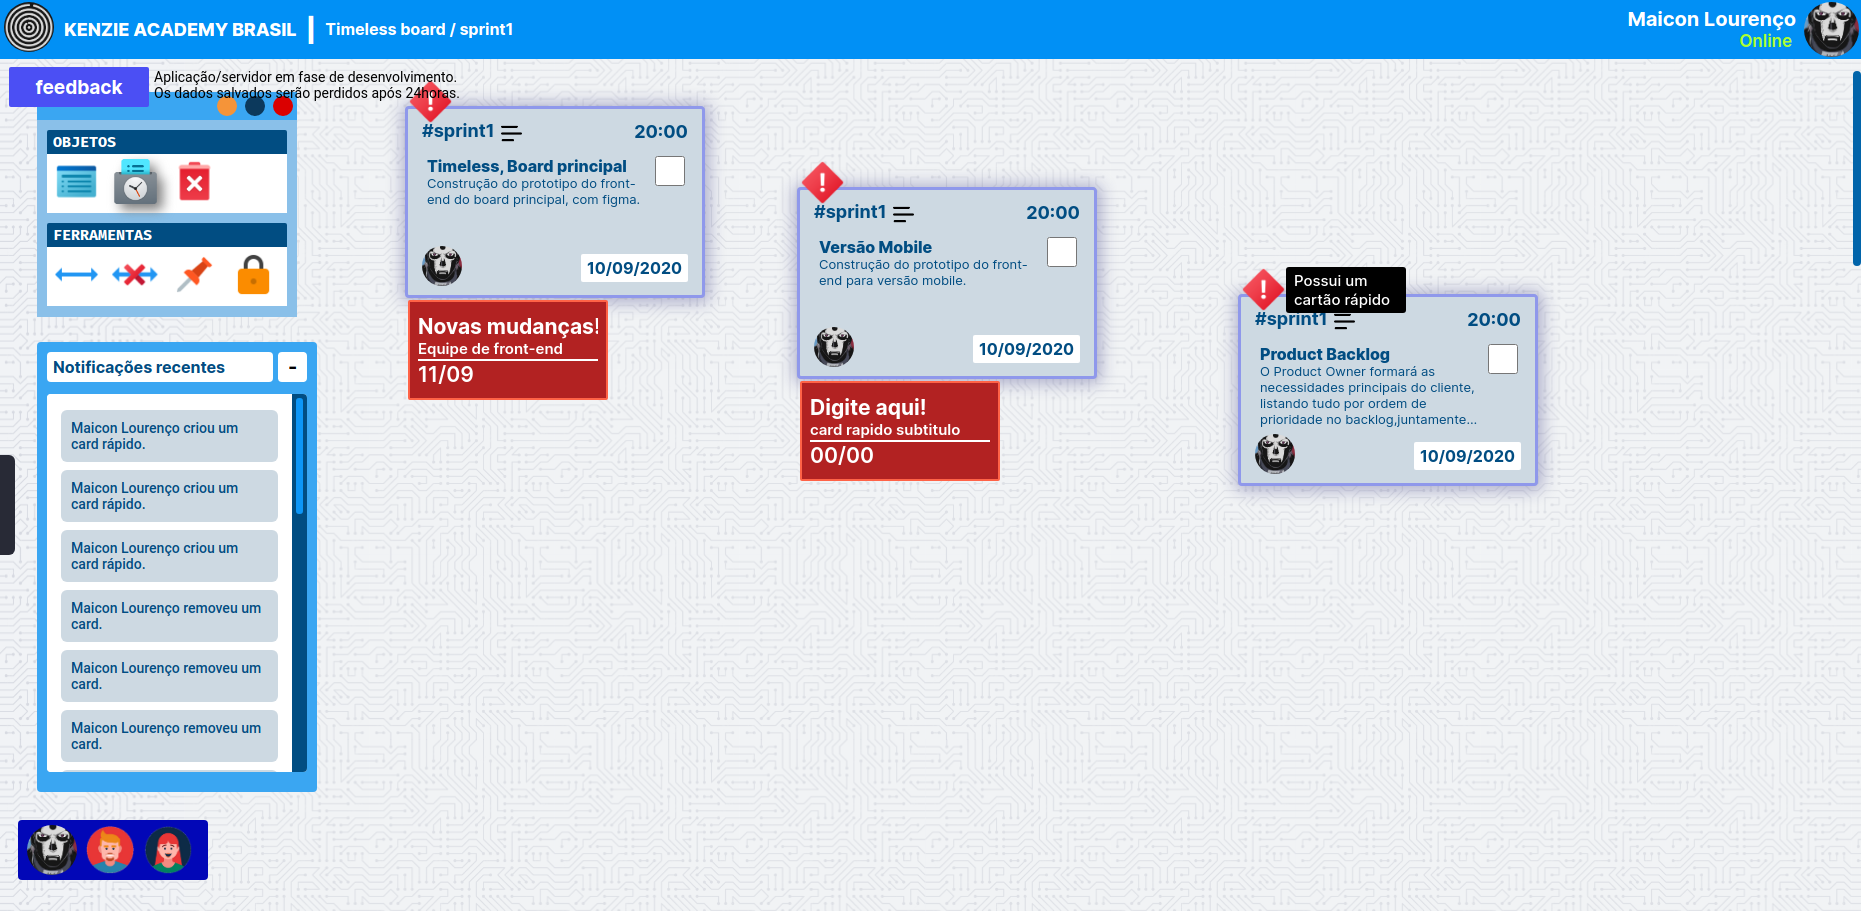 KENZIE ACADEMY BRASIL
Timeless board / sprint1
Maicon Lourenço
Online
feedback
Aplicação/servidor em fase de desenvolvimento.
Os dados salvados serão perdidos após 24horas.
OBJETOS
FERRAMENTAS
Notificações recentes
-
Maicon Lourenço criou um
card rápido.
Maicon Lourenço criou um
card rápido.
Maicon Lourenço criou um
card rápido.
Maicon Lourenço removeu um
card.
Maicon Lourenço removeu um
card.
Maicon Lourenço removeu um
card.
!
#sprint1
20:00
Timeless, Board principal
Construção do prototipo do front-
end do board principal, com figma.
10/09/2020
Novas mudanças!
Equipe de front-end
11/09
!
#sprint1
20:00
Versão Mobile
Construção do prototipo do front-
end para versão mobile.
10/09/2020
Digite aqui!
card rapido subtitulo
00/00
!
Possui um
cartão rápido
#sprint1
20:00
Product Backlog
O Product Owner formará as
necessidades principais do cliente,
listando tudo por ordem de
prioridade no backlog,juntamente...
10/09/2020